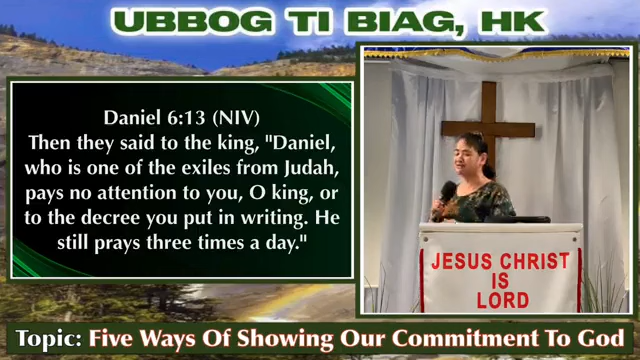 UBBOG TI BIAG, HK
Daniel 6:13 (NIV)
Then they said to the king, "Daniel,
who is one of the exiles from Judah,
pays no attention to you, O king, or
to the decree you put in writing. He
still prays three times a day."
JESUS CHRIST
IS
LORD
Topic: Five Ways Of Showing Our Commitment To God